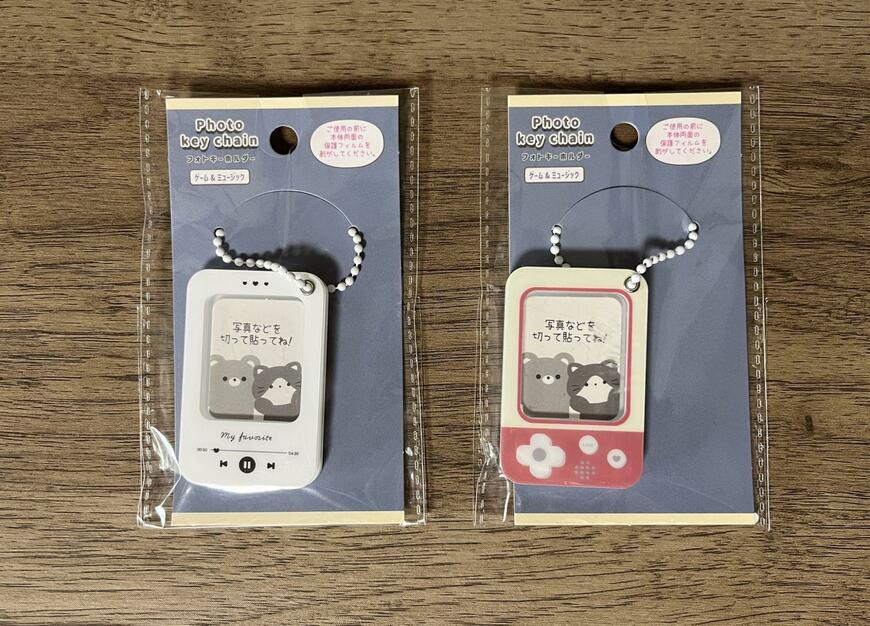 Photo
key chain
フォトキーホルダー
ゲーム&ミュージック
ご使用の前に
本体両面の
保護フィルムを
剥がしてください。
写真などを
切って貼ってね!
My favorite
00:50
04:30
Photo
key chain
フォトキーホルダー
ゲーム&ミュージック
ご使用の前に
本体両面の
保護フィルムを
剥がしてください。
写真などを
切って貼ってね!